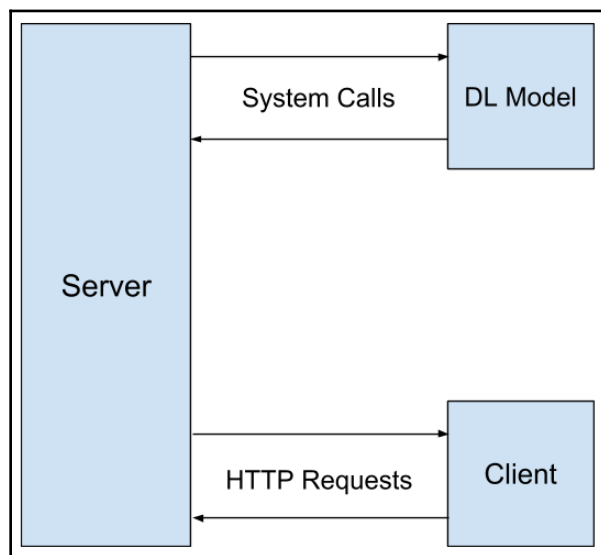 System Calls
DL Model
Server
HTTP Requests
Client